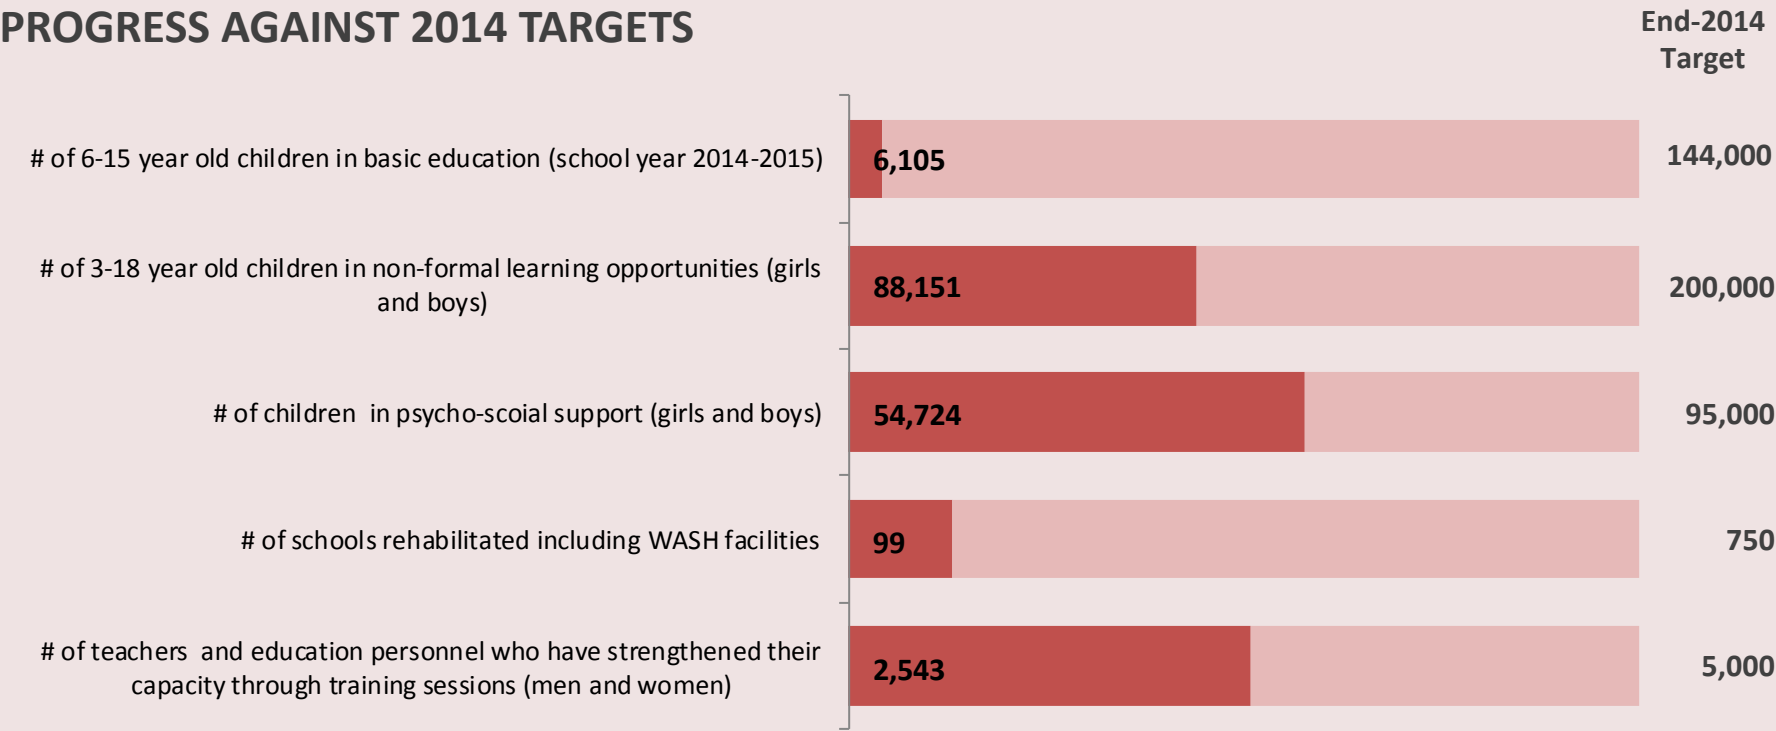 PROGRESS AGAINST 2014 TARGETS
End-2014
Target
# of 6-15 year old children in basic education (school year 2014-2015)
6,105
144,000
# of 3-18 year old children in non-formal learning opportunities (girls
and boys)
88,151
200,000
# of children in psycho-scoial support (girls and boys)
54,724
95,000
# of schools rehabilitated including WASH facilities
99
750
# of teachers and education personnel who have strengthened their
capacity through training sessions (men and women)
2,543
5,000